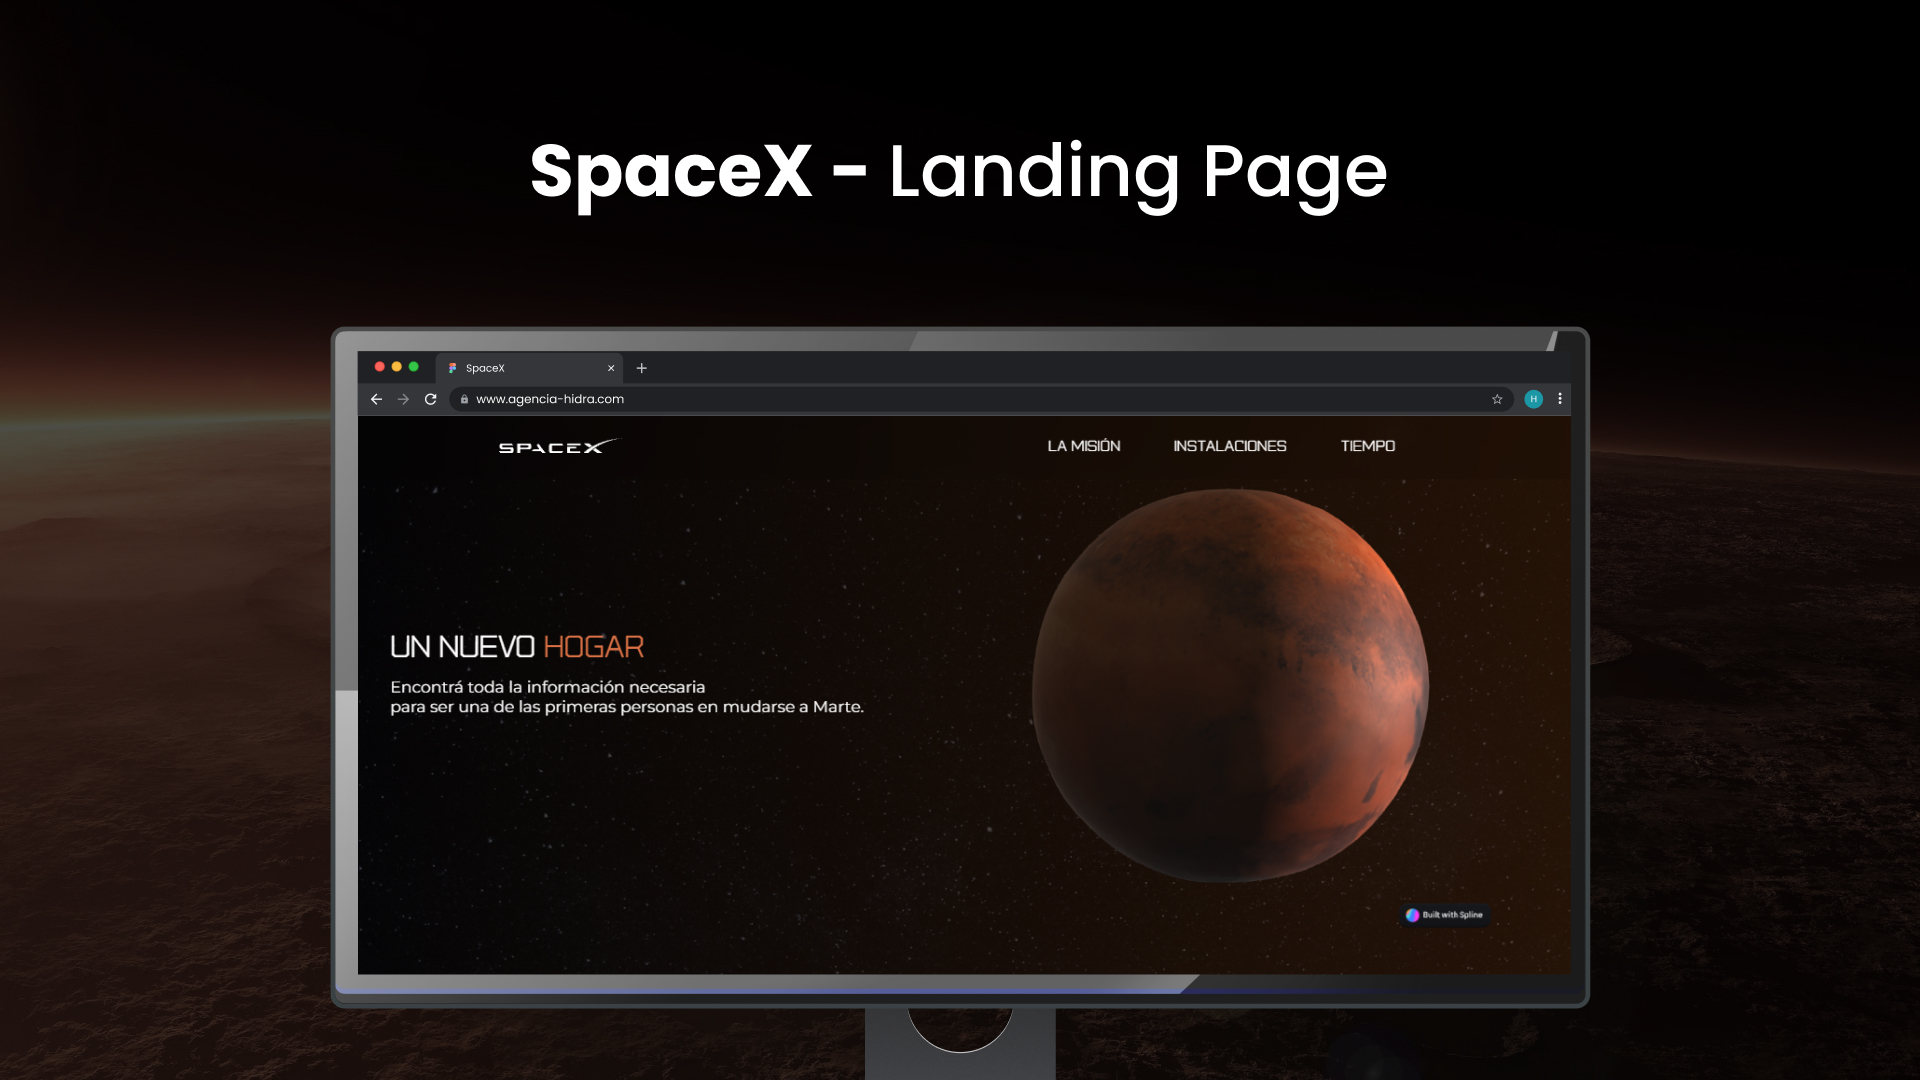 SpaceX - Landing Page
SpaceX
www.agencia-hidra.com
H
SPACEX
LA MISIÓN
INSTALACIONES
TIEMPO
UN NUEVO HOGAR
Encontrá toda la información necesaria
para ser una de las primeras personas en mudarse a Marte.
Built with Spline